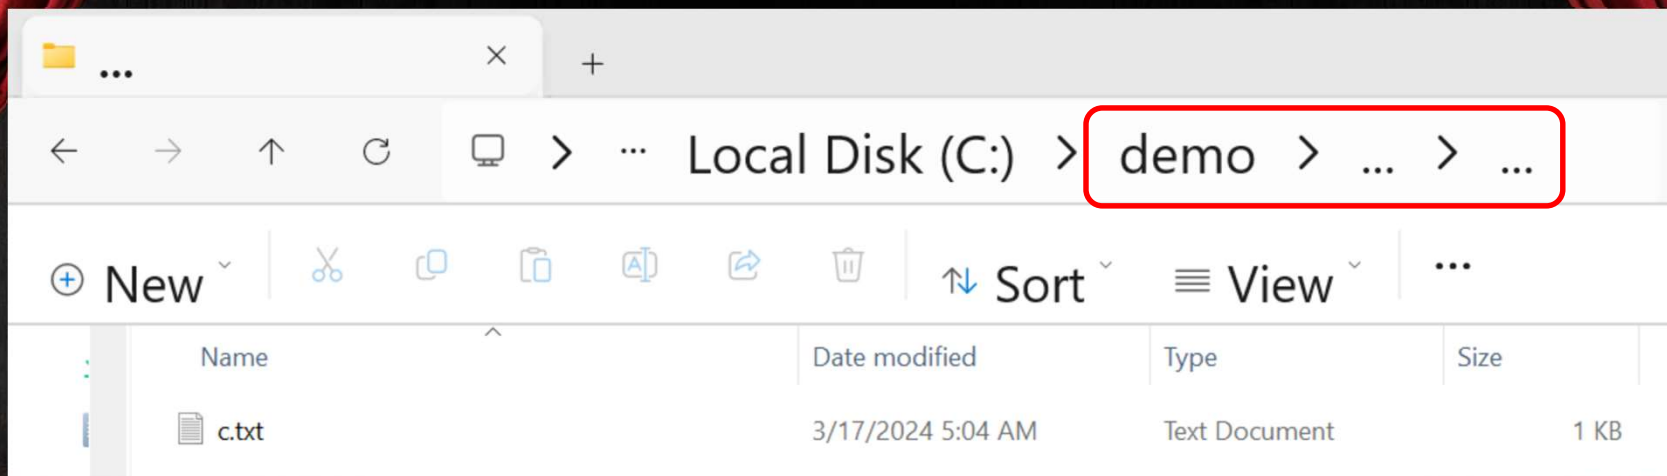 ...
··· Local Disk (C:) > demo > ... > ...
New Sort View ···
Name Date modified Type Size
c.txt 3/17/2024 5:04 AM Text Document 1 KB